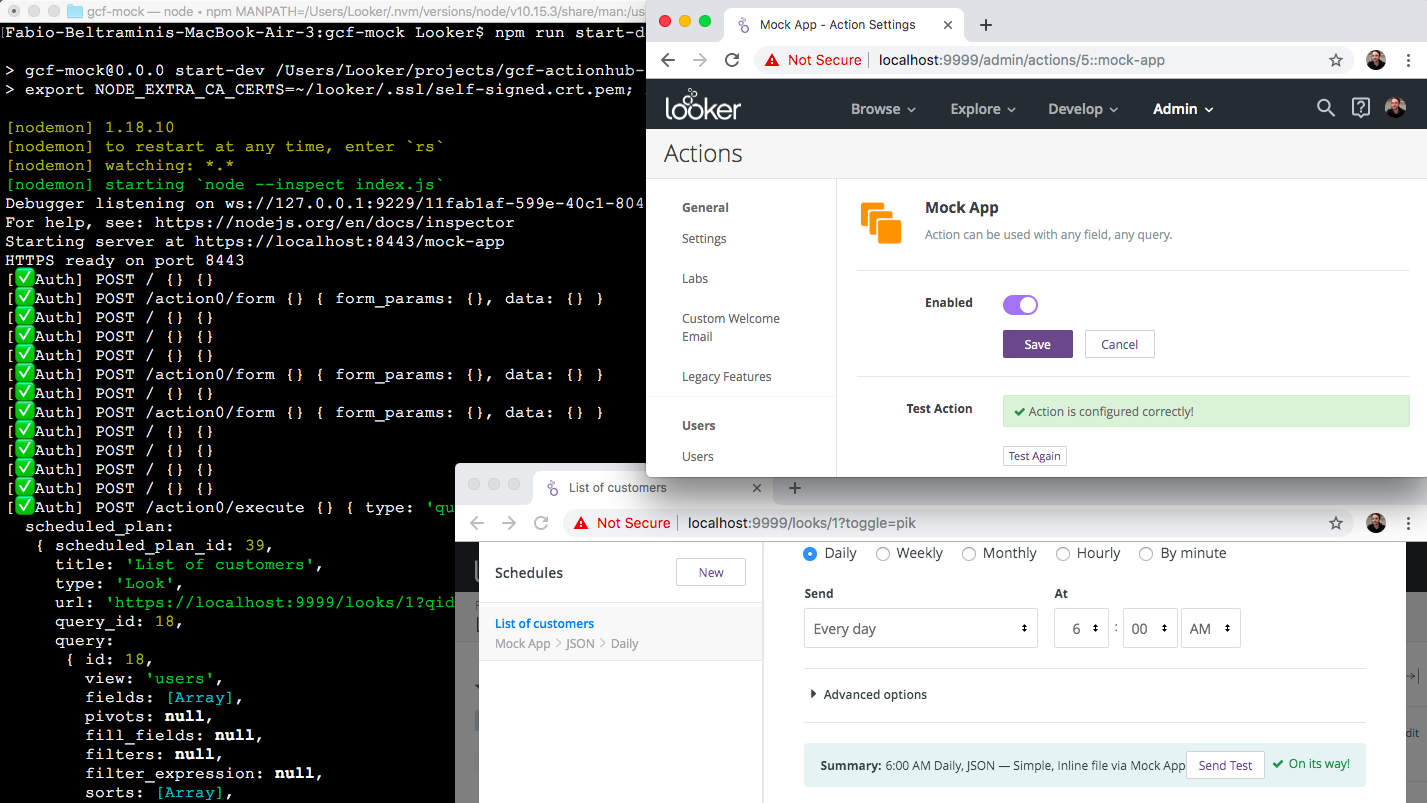 gcf-mock — node ◂ npm MANPATH=/Users/Looker/.nvm/versions/node/v10.15.3/share/man:/us
[Fabio-Beltraminis-MacBook-Air-3:gcf-mock Looker$ npm run start-d
> gcf-mock@0.0.0 start-dev /Users/Looker/projects/gcf-actionhub-
> export NODE_EXTRA_CA_CERTS=~/looker/.ssl/self-signed.crt.pem;
[nodemon] 1.18.10
[nodemon] to restart at any time, enter `rs`
[nodemon] watching: *.*
[nodemon] starting `node --inspect index.js`
Debugger listening on ws://127.0.0.1:9229/11fab1af-599e-40c1-804
For help, see: https://nodejs.org/en/docs/inspector
Starting server at https://localhost:8443/mock-app
HTTPS ready on port 8443
[✅Auth] POST / {} {}
[✅Auth] POST /action0/form {} { form_params: {}, data: {} }
[✅Auth] POST / {} {}
[✅Auth] POST / {} {}
[✅Auth] POST / {} {}
[✅Auth] POST /action0/form {} { form_params: {}, data: {} }
[✅Auth] POST / {} {}
[✅Auth] POST /action0/form {} { form_params: {}, data: {} }
[✅Auth] POST / {} {}
[✅Auth] POST / {} {}
[✅Auth] POST / {} {}
[✅Auth] POST / {} {}
[✅Auth] POST /action0/execute {} { type: 'qu
scheduled_plan:
{ scheduled_plan_id: 39,
title: 'List of customers',
type: 'Look',
url: 'https://localhost:9999/looks/1?qid
query_id: 18,
query:
{ id: 18,
view: 'users',
fields: [Array],
pivots: null,
fill_fields: null,
filters: null,
filter_expression: null,
sorts: [Array],
Mock App - Action Settings
Not Secure | localhost:9999/admin/actions/5::mock-app
looker
Browse
Explore
Develop
Admin
Actions
General
Settings
Labs
Custom Welcome
Email
Legacy Features
Users
Users
Mock App
Action can be used with any field, any query.
Enabled
Save
Cancel
Test Action
✓ Action is configured correctly!
Test Again
List of customers
Not Secure | localhost:9999/looks/1?toggle=pik
Schedules
New
List of customers
Mock App > JSON > Daily
Daily
Weekly
Monthly
Hourly
By minute
Send
At
Every day
6 : 00 AM
Advanced options
Summary: 6:00 AM Daily, JSON — Simple, Inline file via Mock App
Send Test
✓ On its way!
dit